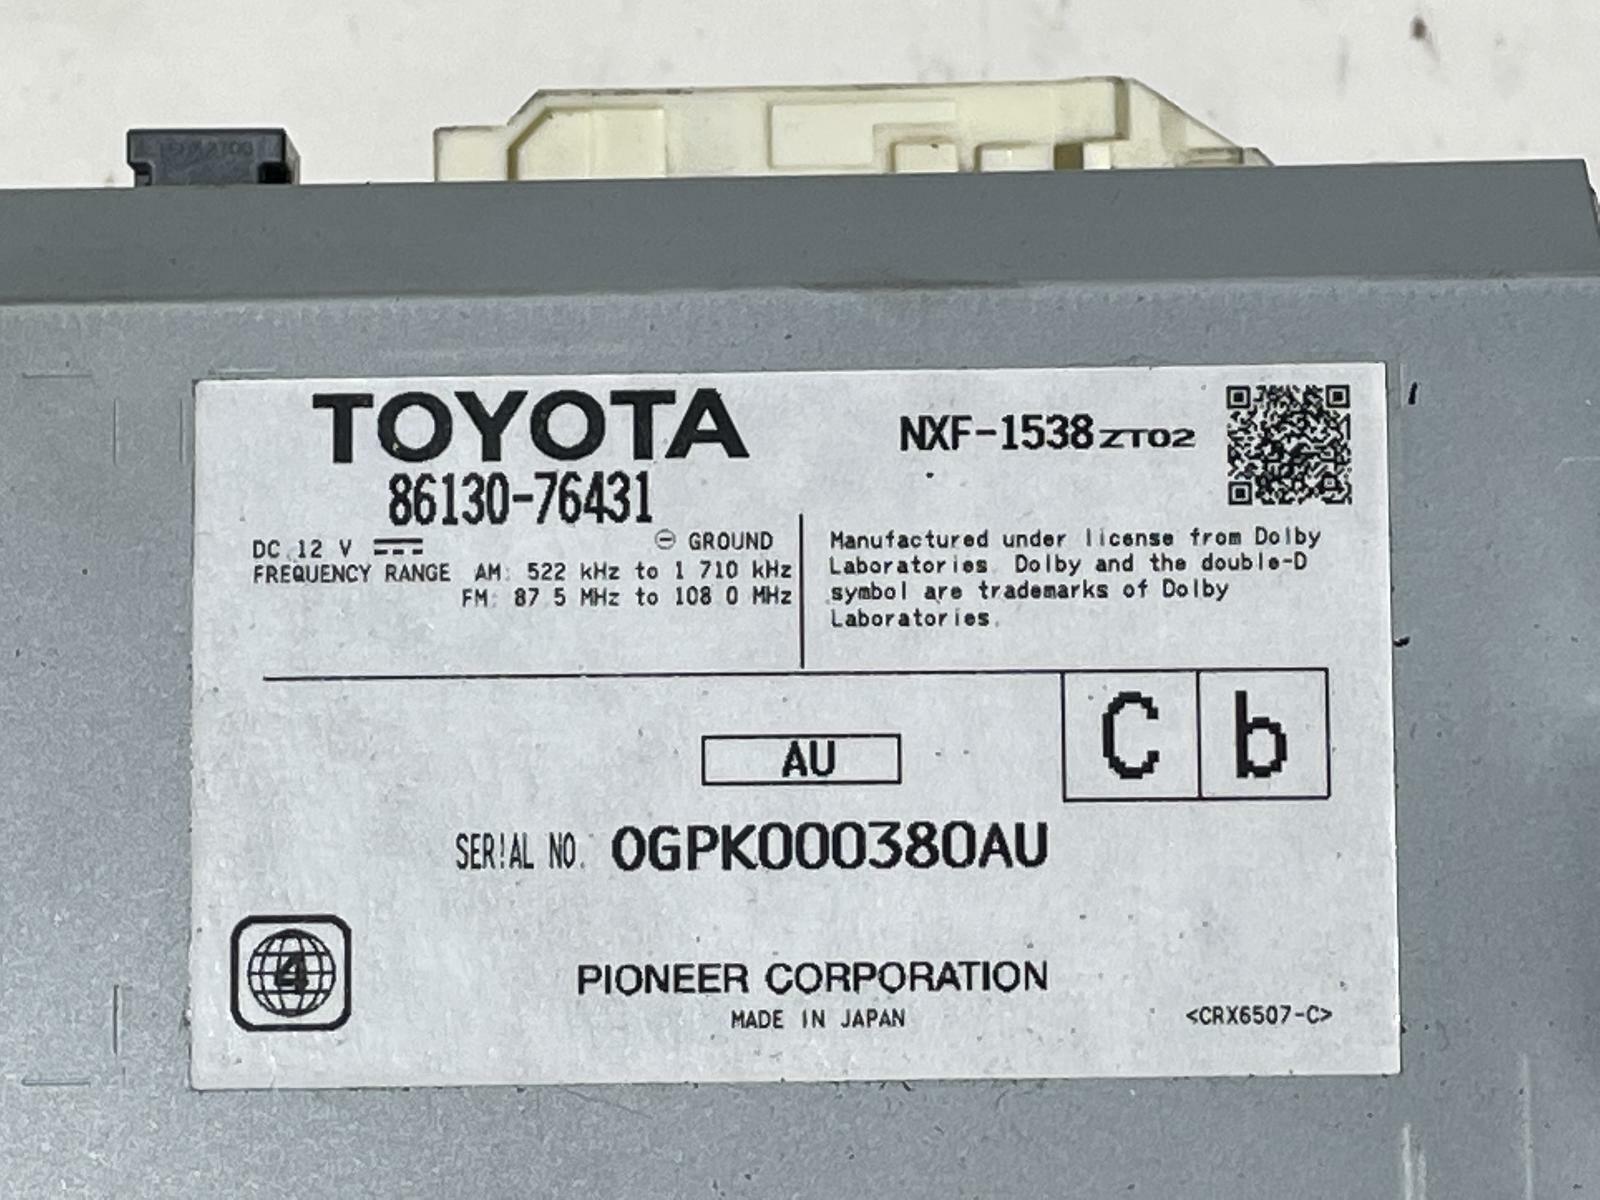 TOYOTA
86130-76431
NXF-1538 ZT02
DC 12 V
GROUND
FREQUENCY RANGE AM: 522 kHz to 1 710 kHz
FM: 87.5 MHz to 108.0 MHz
Manufactured under license from Dolby
Laboratories. Dolby and the double-D
symbol are trademarks of Dolby
Laboratories.
C b
AU
SERIAL NO. 0GPK000380AU
4
PIONEER CORPORATION
MADE IN JAPAN
<CRX6507-C>